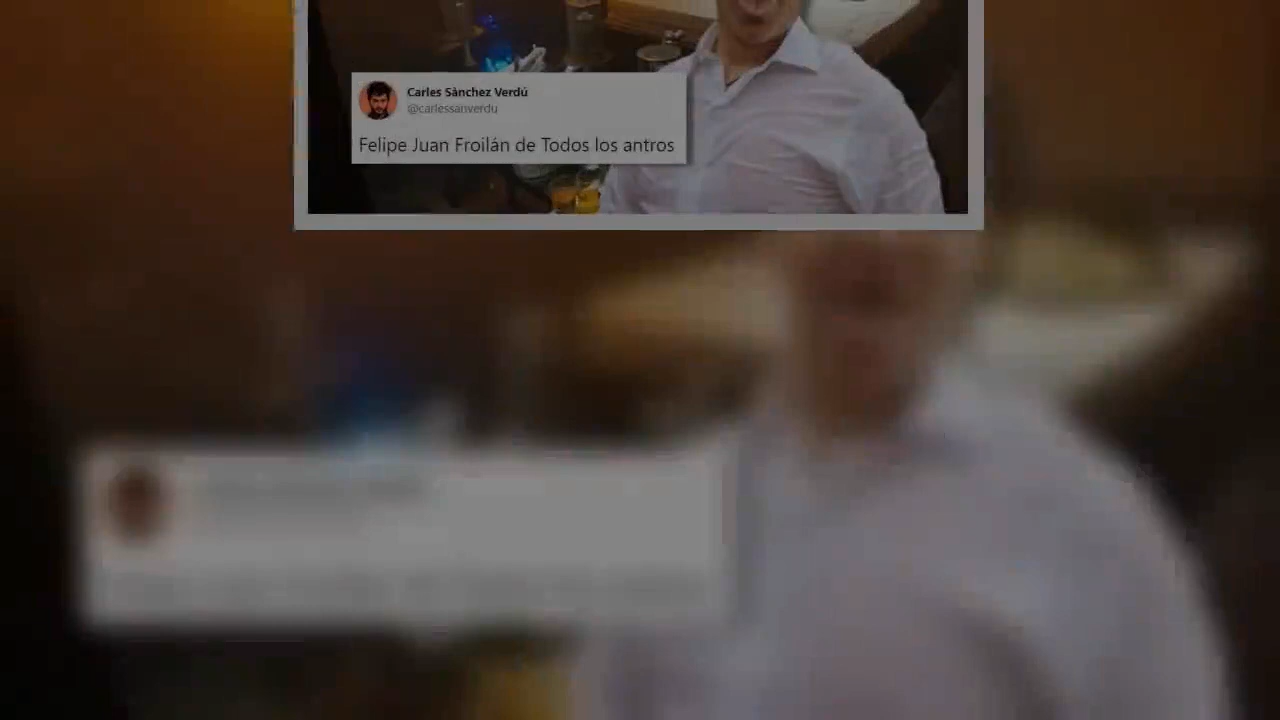 Carles Sànchez Verdú
@carlessanverdu
Felipe Juan Froilán de Todos los antros